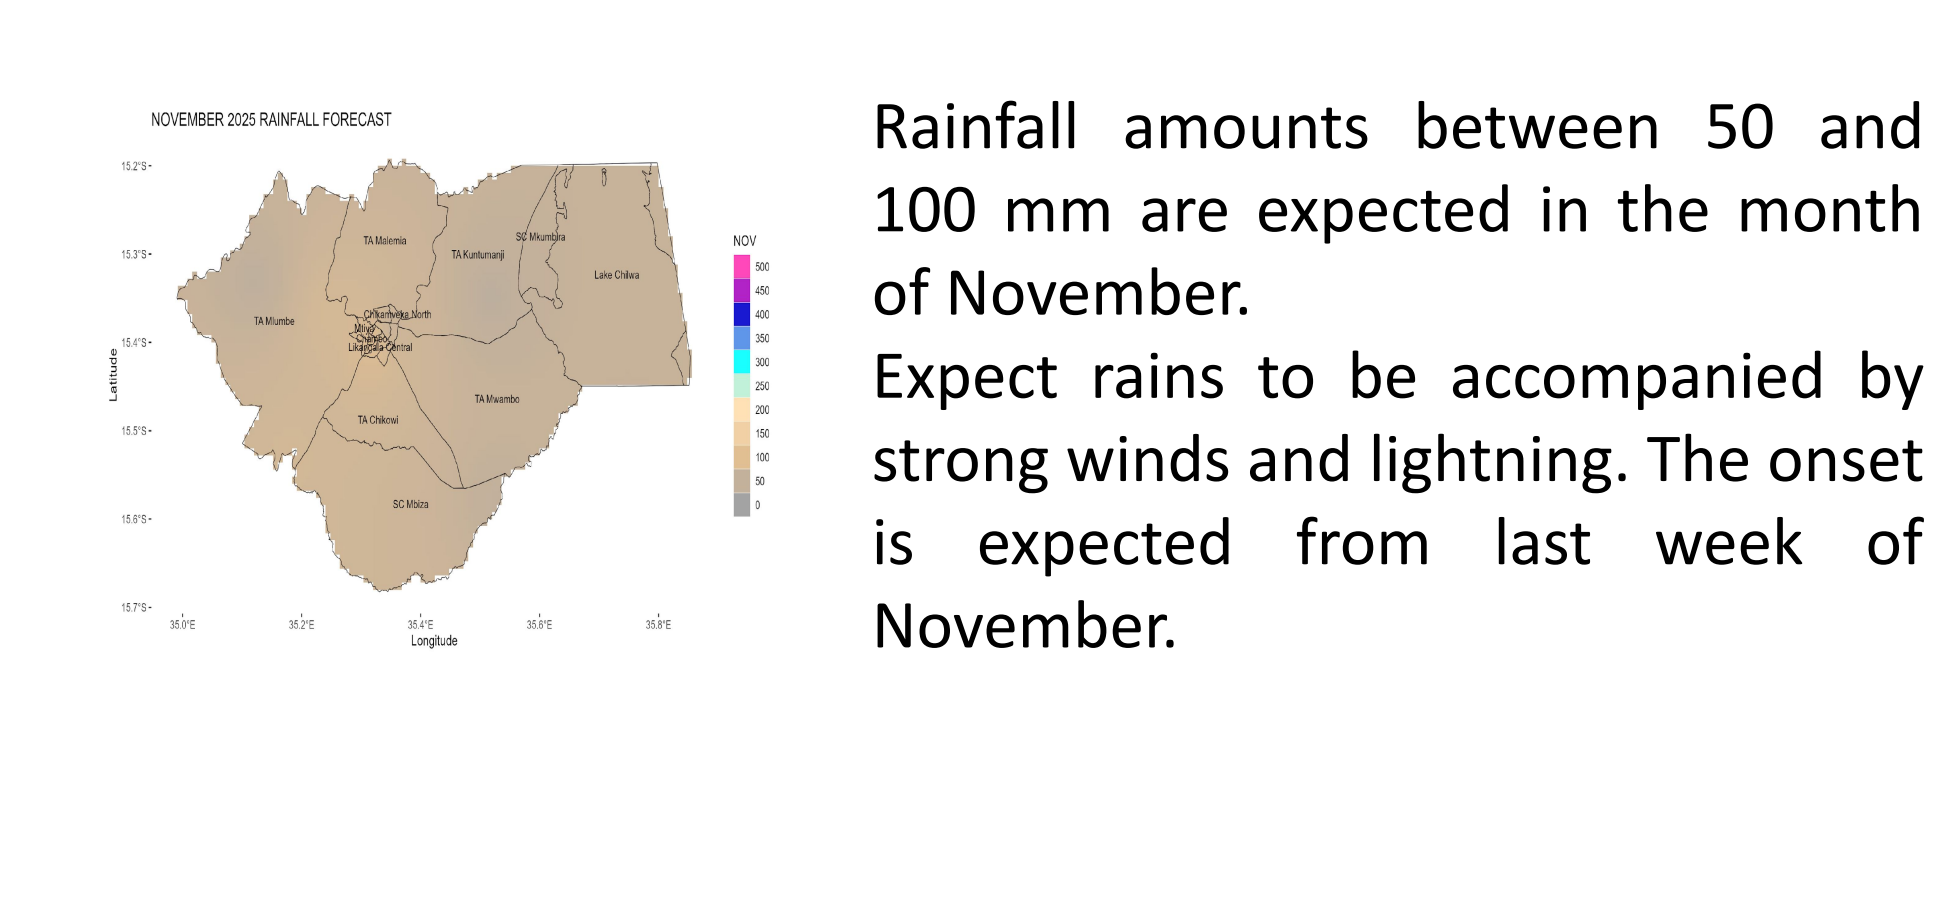 NOVEMBER 2025 RAINFALL FORECAST
15.2°S
15.3°S
15.4°S
15.5°S
15.6°S
15.7°S
Latitude
35.0°E
35.2°E
35.4°E
35.6°E
35.8°E
Longitude
TA Malemia
TA Kuntumanji
SC Mkumbira
Lake Chilwa
TA Mlumbe
Chikamveka North
Mtiya
Chambo
Likangala Central
TA Mwambo
TA Chikowi
SC Mbiza
NOV
500
450
400
350
300
250
200
150
100
50
0
Rainfall amounts between 50 and
100 mm are expected in the month
of November.
Expect rains to be accompanied by
strong winds and lightning. The onset
is expected from last week of
November.